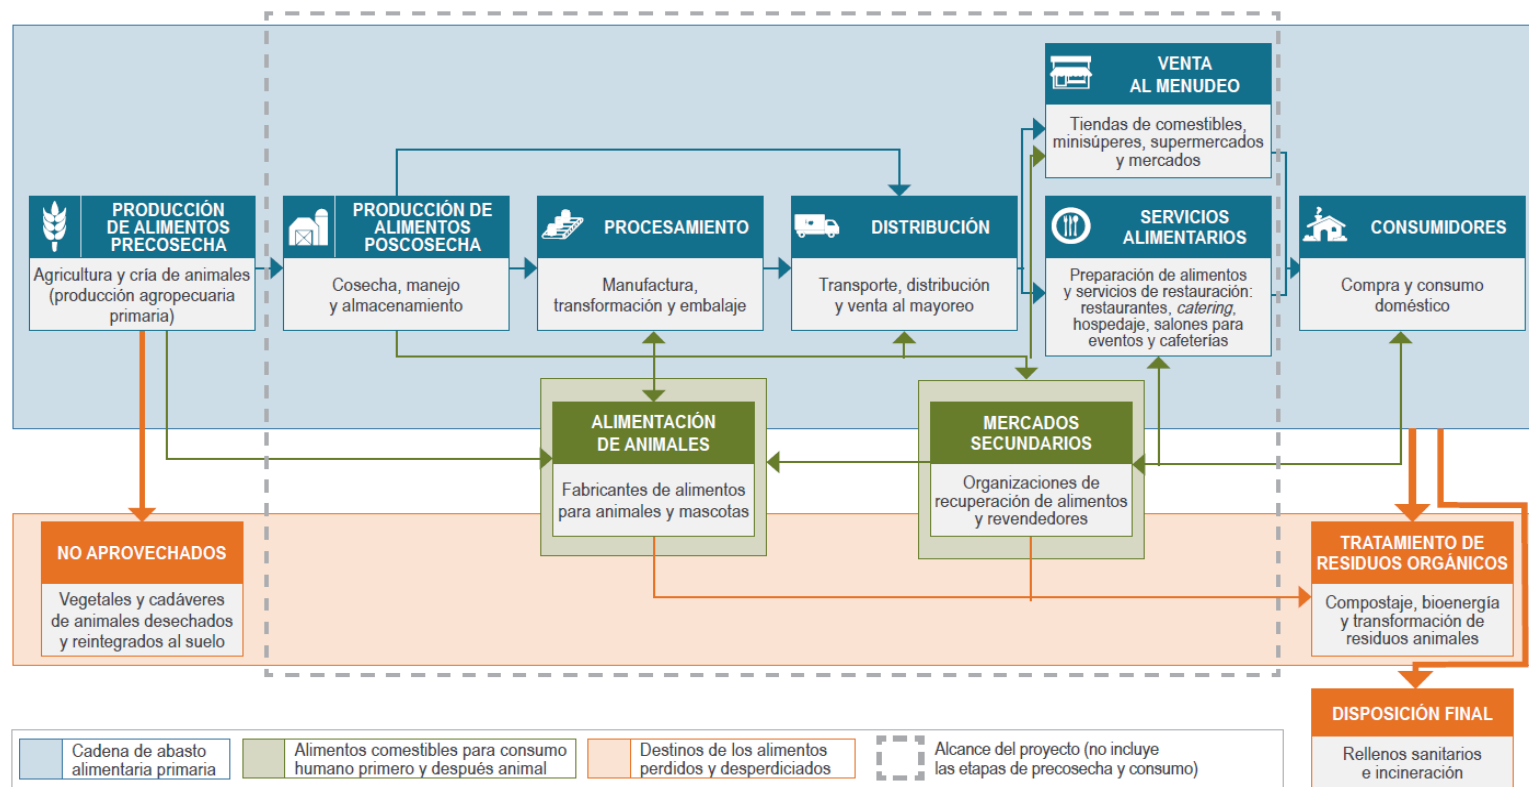 VENTA
AL MENUDEO
Tiendas de comestibles,
minisúperes, supermercados
y mercados
PRODUCCIÓN
DE ALIMENTOS
PRECOSECHA
Agricultura y cría de animales
(producción agropecuaria
primaria)
PRODUCCIÓN DE
ALIMENTOS
POSCOSECHA
Cosecha, manejo
y almacenamiento
PROCESAMIENTO
Manufactura,
transformación y embalaje
DISTRIBUCIÓN
Transporte, distribución
y venta al mayoreo
SERVICIOS
ALIMENTARIOS
Preparación de alimentos
y servicios de restauración:
restaurantes, catering,
hospedaje, salones para
eventos y cafeterías
CONSUMIDORES
Compra y consumo
doméstico
ALIMENTACIÓN
DE ANIMALES
Fabricantes de alimentos
para animales y mascotas
MERCADOS
SECUNDARIOS
Organizaciones de
recuperación de alimentos
y revendedores
NO APROVECHADOS
Vegetales y cadáveres
de animales desechados
y reintegrados al suelo
TRATAMIENTO DE
RESIDUOS ORGÁNICOS
Compostaje, bioenergía
y transformación de
residuos animales
DISPOSICIÓN FINAL
Rellenos sanitarios
e incineración
Cadena de abasto
alimentaria primaria
Alimentos comestibles para consumo
humano primero y después animal
Destinos de los alimentos
perdidos y desperdiciados
Alcance del proyecto (no incluye
las etapas de precosecha y consumo)